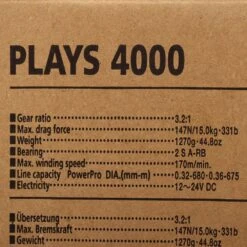 PLAYS 4000
Gear ratio 3.2:1
Max. drag force 147N/15.0kg·331b
Weight 1270g·44.8oz
Bearing 2 S A-RB
Max. winding speed 170m/min.
Line capacity PowerPro DIA.(mm-m) 0.32-680·0.36-675
Electricity 12～24V DC
Übersetzung 3.2:1
Max. Bremskraft 147N/15.0kg·331b
Gewicht 1270g·44.8oz